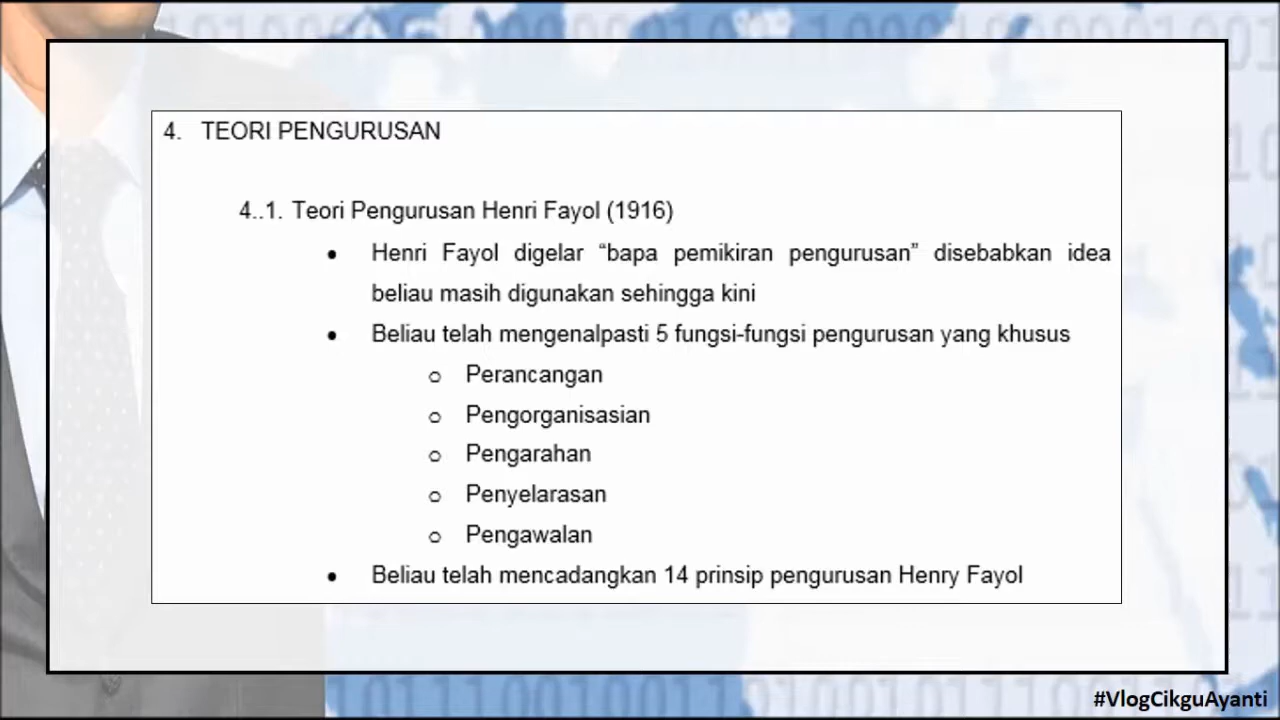 4. TEORI PENGURUSAN
4..1. Teori Pengurusan Henri Fayol (1916)
• Henri Fayol digelar “bapa pemikiran pengurusan” disebabkan idea
beliau masih digunakan sehingga kini
• Beliau telah mengenalpasti 5 fungsi-fungsi pengurusan yang khusus
o Perancangan
o Pengorganisasian
o Pengarahan
o Penyelarasan
o Pengawalan
• Beliau telah mencadangkan 14 prinsip pengurusan Henry Fayol
#VlogCikguAyanti